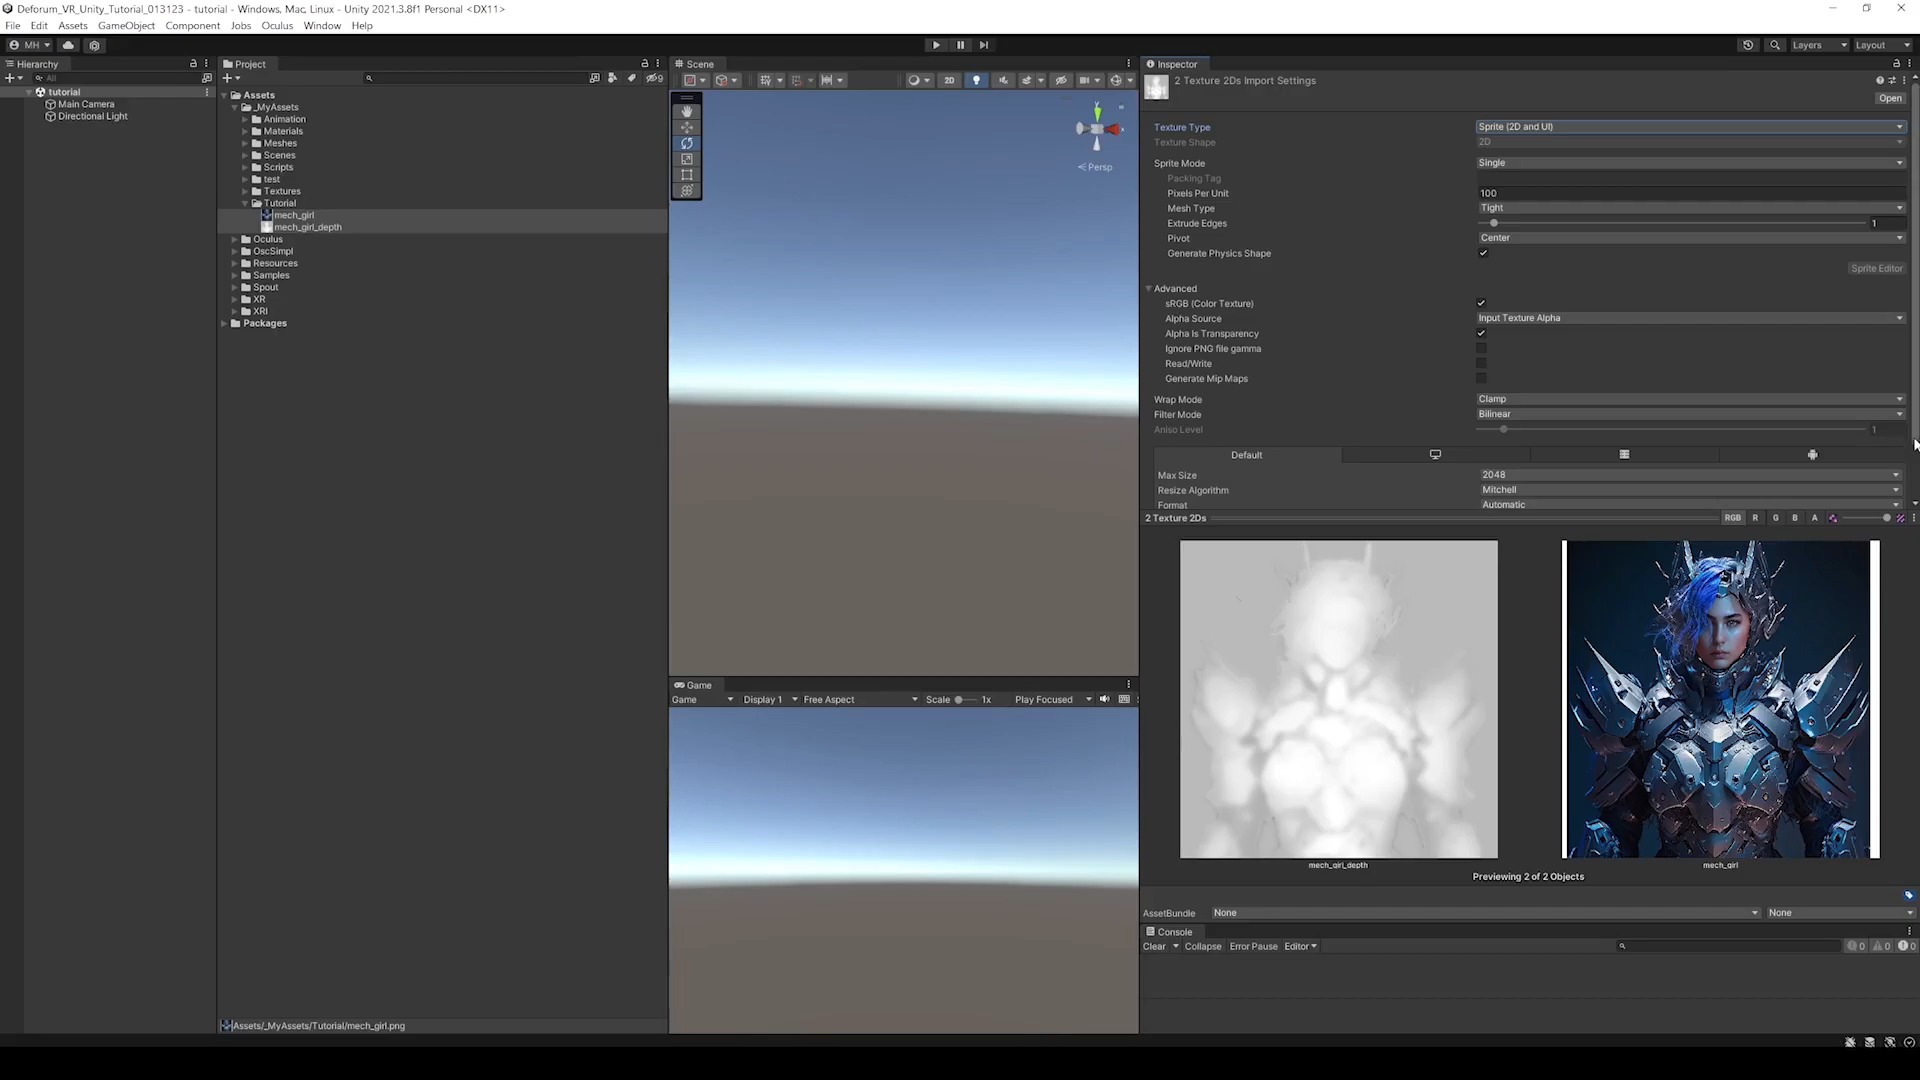 Deforum_VR_Unity_Tutorial_013123 - tutorial - Windows, Mac, Linux - Unity 2021.3.8f1 Personal <DX11>
File Edit Assets GameObject Component Jobs Oculus Window Help
MH
Layers Layout
Hierarchy
All
tutorial
Main Camera
Directional Light
Project
9
Assets
_MyAssets
Animation
Materials
Meshes
Scenes
Scripts
test
Textures
Tutorial
mech_girl
mech_girl_depth
Oculus
OscSimpl
Resources
Samples
Spout
XR
XRI
Packages
Assets/_MyAssets/Tutorial/mech_girl.png
Scene
2D
y
x
Persp
Game
Game Display 1 Free Aspect Scale 1x Play Focused
Inspector
2 Texture 2Ds Import Settings
Open
Texture Type Sprite (2D and UI)
Texture Shape 2D
Sprite Mode Single
Packing Tag
Pixels Per Unit 100
Mesh Type Tight
Extrude Edges 1
Pivot Center
Generate Physics Shape
Sprite Editor
Advanced
sRGB (Color Texture)
Alpha Source Input Texture Alpha
Alpha Is Transparency
Ignore PNG file gamma
Read/Write
Generate Mip Maps
Wrap Mode Clamp
Filter Mode Bilinear
Aniso Level 1
Default
Max Size 2048
Resize Algorithm Mitchell
Format Automatic
2 Texture 2Ds RGB R G B A
mech_girl_depth mech_girl
Previewing 2 of 2 Objects
AssetBundle None None
Console
Clear Collapse Error Pause Editor 0 0 0